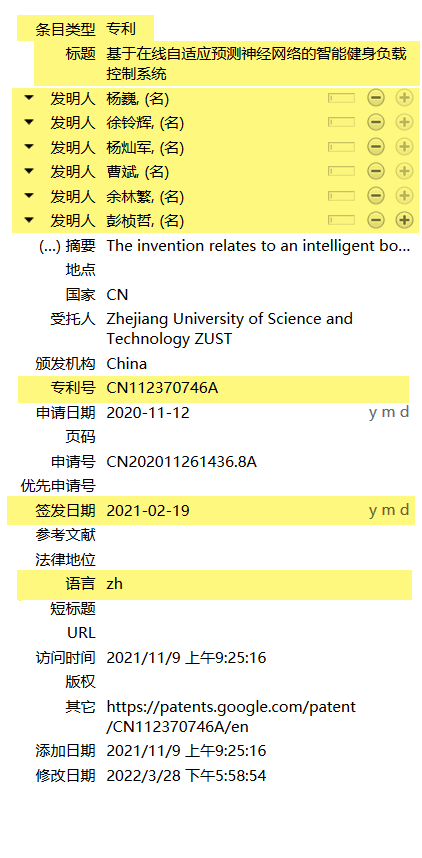 条目类型 专利
标题 基于在线自适应预测神经网络的智能健身负载
控制系统
发明人 杨巍, (名)
发明人 徐铃辉, (名)
发明人 杨灿军, (名)
发明人 曹斌, (名)
发明人 余林繁, (名)
发明人 彭桢哲, (名)
(...) 摘要 The invention relates to an intelligent bo...
地点
国家 CN
受托人 Zhejiang University of Science and
Technology ZUST
颁发机构 China
专利号 CN112370746A
申请日期 2020-11-12 y m d
页码
申请号 CN202011261436.8A
优先申请号
签发日期 2021-02-19 y m d
参考文献
法律地位
语言 zh
短标题
URL
访问时间 2021/11/9 上午9:25:16
版权
其它 https://patents.google.com/patent
/CN112370746A/en
添加日期 2021/11/9 上午9:25:16
修改日期 2022/3/28 下午5:58:54